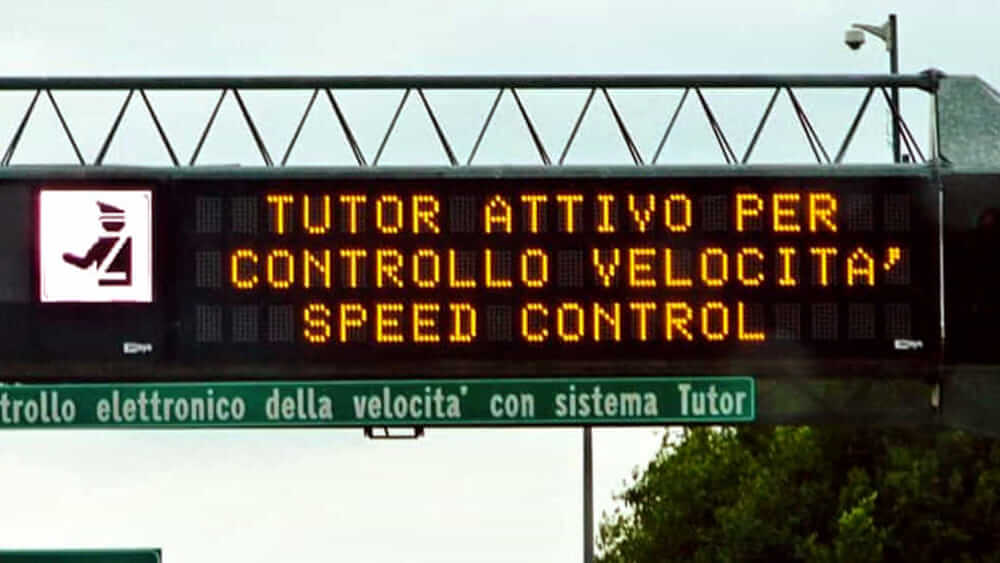 TUTOR ATTIVO PER
CONTROLLO VELOCITA'
SPEED CONTROL
trollo elettronico della velocita' con sistema Tutor